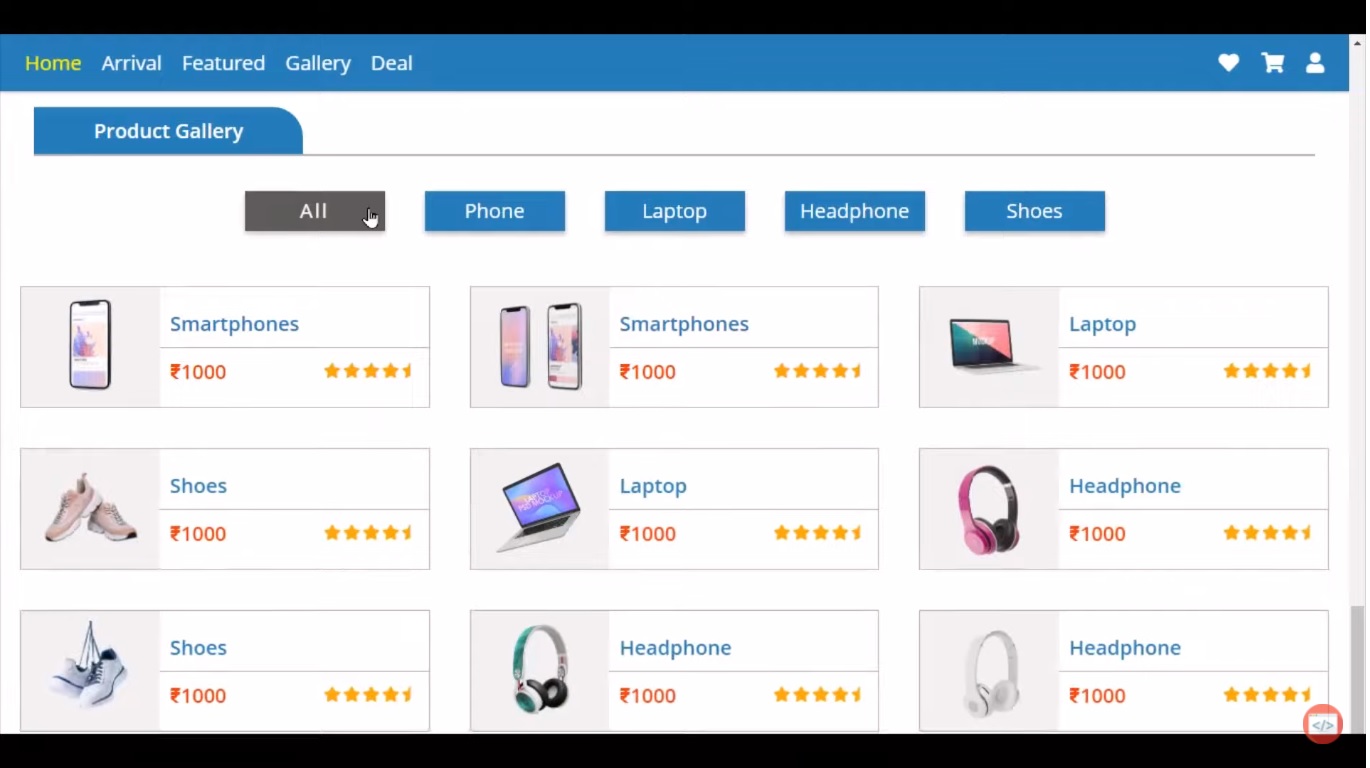 Home Arrival Featured Gallery Deal
Product Gallery
All Phone Laptop Headphone Shoes
Smartphones Smartphones Laptop
₹1000 ₹1000 ₹1000
Shoes Laptop Headphone
₹1000 ₹1000 ₹1000
Shoes Headphone Headphone
₹1000 ₹1000 ₹1000